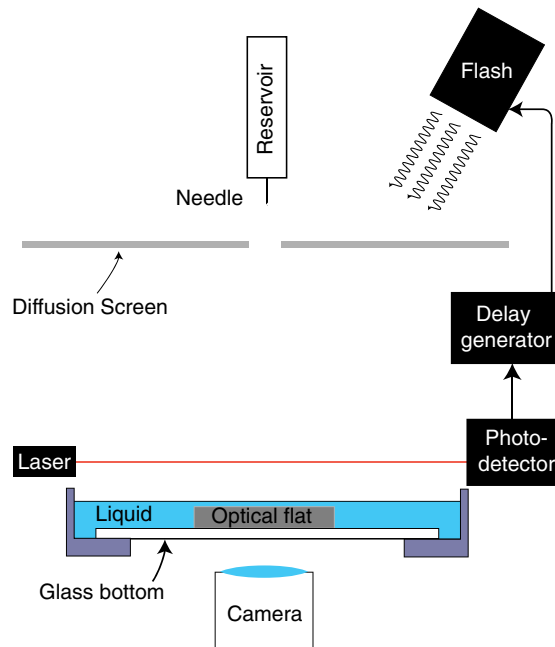 Flash
Reservoir
Needle
Diffusion Screen
Delay
generator
Laser
Photo-
detector
Liquid
Optical flat
Glass bottom
Camera